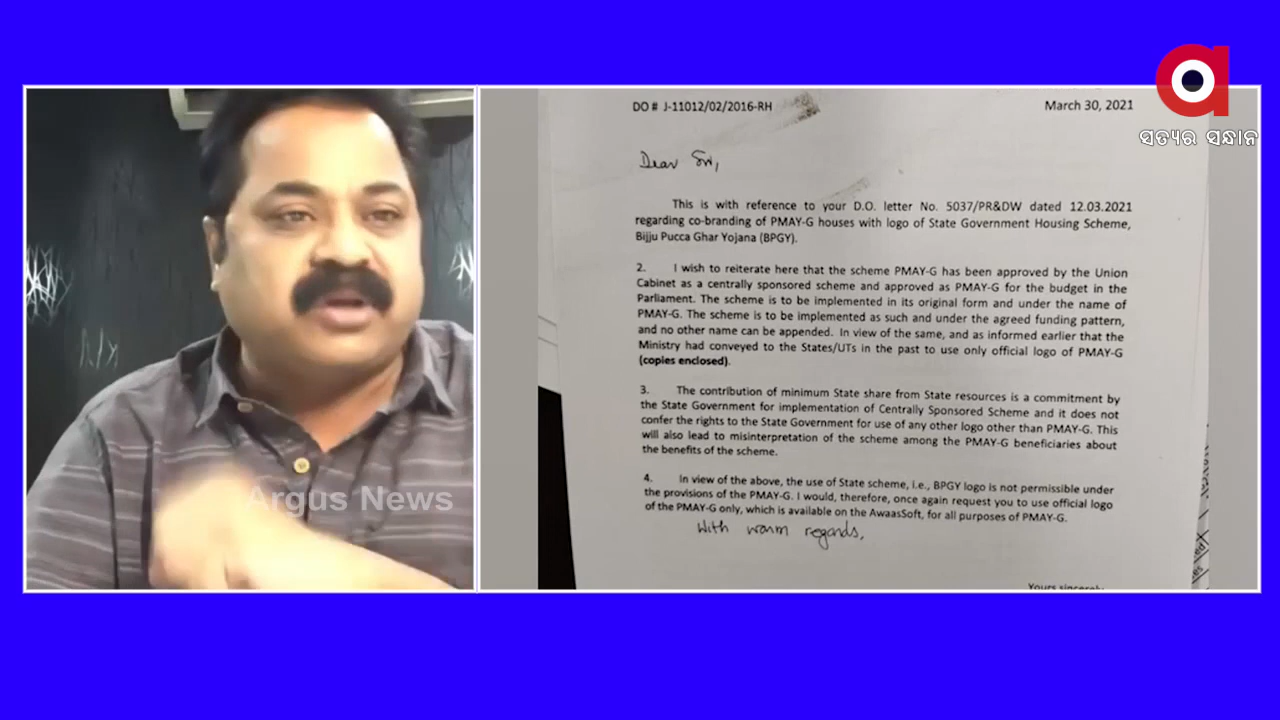 ସତ୍ୟର ସନ୍ଧାନ
Argus News
DO # J-11012/02/2016-RH
March 30, 2021
Dear Sri,
This is with reference to your D.O. letter No. 5037/PR&DW dated 12.03.2021
regarding co-branding of PMAY-G houses with logo of State Government Housing Scheme,
Bijju Pucca Ghar Yojana (BPGY).
2. I wish to reiterate here that the scheme PMAY-G has been approved by the Union
Cabinet as a centrally sponsored scheme and approved as PMAY-G for the budget in the
Parliament. The scheme is to be implemented in its original form and under the name of
PMAY-G. The scheme is to be implemented as such and under the agreed funding pattern,
and no other name can be appended. In view of the same, and as informed earlier that the
Ministry had conveyed to the States/UTs in the past to use only official logo of PMAY-G
(copies enclosed).
3. The contribution of minimum State share from State resources is a commitment by
the State Government for implementation of Centrally Sponsored Scheme and it does not
confer the rights to the State Government for use of any other logo other than PMAY-G. This
will also lead to misinterpretation of the scheme among the PMAY-G beneficiaries about
the benefits of the scheme.
4. In view of the above, the use of State scheme, i.e., BPGY logo is not permissible under
the provisions of the PMAY-G. I would, therefore, once again request you to use official logo
of the PMAY-G only, which is available on the AwaasSoft, for all purposes of PMAY-G.
With warm regards,
Yours sincerely